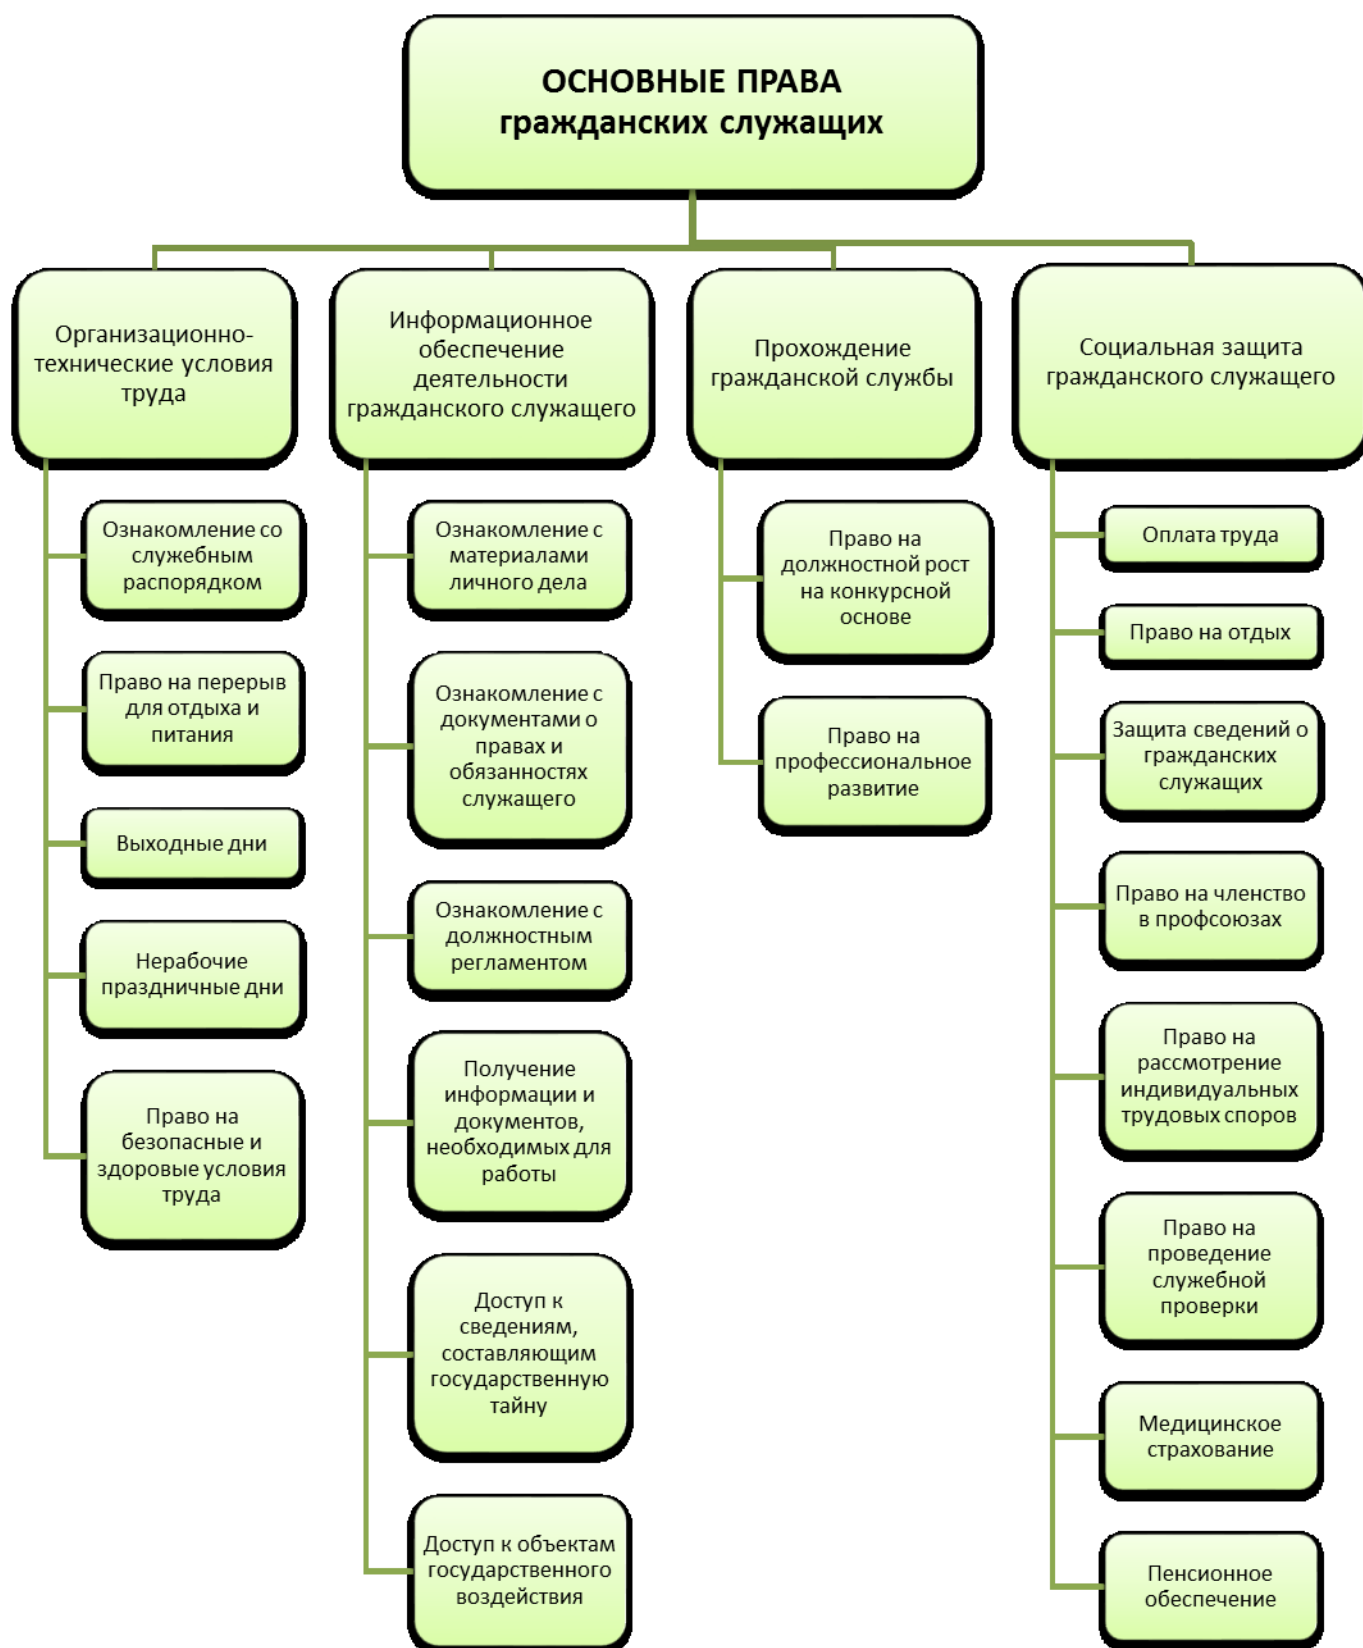 ОСНОВНЫЕ ПРАВА
гражданских служащих
Организационно-
технические условия
труда
Ознакомление со
служебным
распорядком
Право на перерыв
для отдыха и
питания
Выходные дни
Нерабочие
праздничные дни
Право на
безопасные и
здоровые условия
труда
Информационное
обеспечение
деятельности
гражданского служащего
Ознакомление с
материалами
личного дела
Ознакомление с
документами о
правах и
обязанностях
служащего
Ознакомление с
должностным
регламентом
Получение
информации и
документов,
необходимых для
работы
Доступ к
сведениям,
составляющим
государственную
тайну
Доступ к объектам
государственного
воздействия
Прохождение
гражданской службы
Право на
должностной рост
на конкурсной
основе
Право на
профессиональное
развитие
Социальная защита
гражданского служащего
Оплата труда
Право на отдых
Защита сведений о
гражданских
служащих
Право на членство
в профсоюзах
Право на
рассмотрение
индивидуальных
трудовых споров
Право на
проведение
служебной
проверки
Медицинское
страхование
Пенсионное
обеспечение